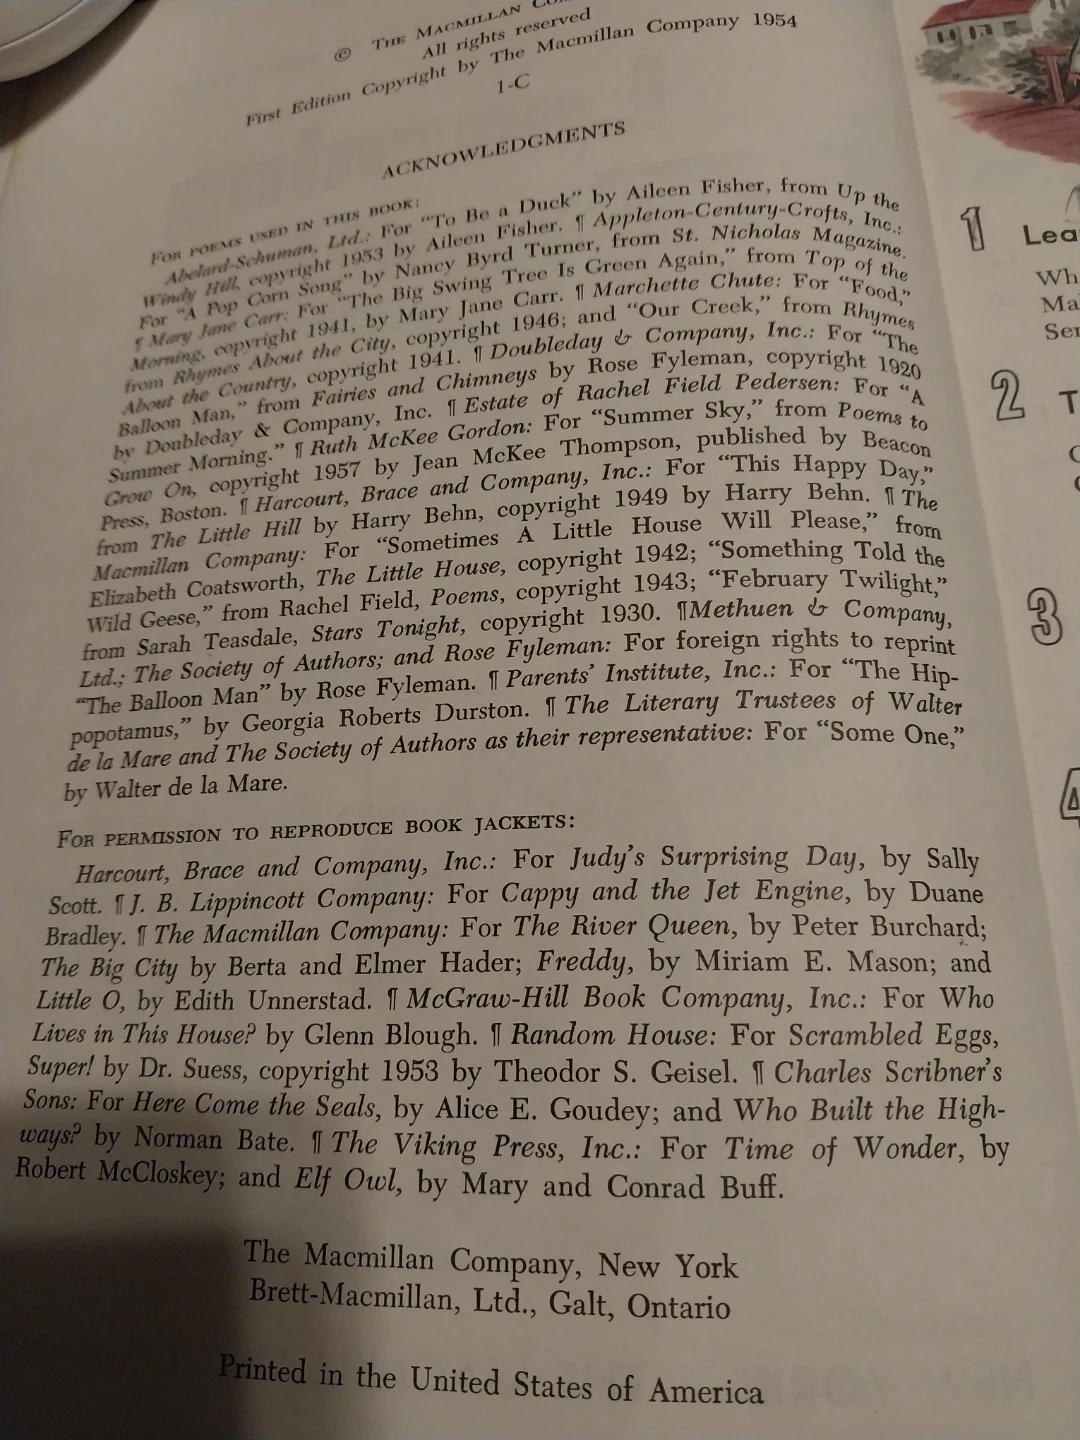 © THE MACMILLAN
All rights reserved
First Edition Copyright by The Macmillan Company 1954
1-C
ACKNOWLEDGMENTS
FOR POEMS USED IN THIS BOOK:
Abelard-Schuman, Ltd.: For “To Be a Duck” by Aileen Fisher, from Up the
Windy Hill, copyright 1953 by Aileen Fisher. ¶ Appleton-Century-Crofts, Inc.:
For “A Pop Corn Song” by Nancy Byrd Turner, from St. Nicholas Magazine.
¶ Mary Jane Carr: For “The Big Swing Tree Is Green Again,” from Top of the
Morning, copyright 1941, by Mary Jane Carr. ¶ Marchette Chute: For “Food,”
from Rhymes About the City, copyright 1946; and “Our Creek,” from Rhymes
About the Country, copyright 1941. ¶ Doubleday & Company, Inc.: For “The
Balloon Man,” from Fairies and Chimneys by Rose Fyleman, copyright 1920
by Doubleday & Company, Inc. ¶ Estate of Rachel Field Pedersen: For “A
Summer Morning.” ¶ Ruth McKee Gordon: For “Summer Sky,” from Poems to
Grow On, copyright 1957 by Jean McKee Thompson, published by Beacon
Press, Boston. ¶ Harcourt, Brace and Company, Inc.: For “This Happy Day,”
from The Little Hill by Harry Behn, copyright 1949 by Harry Behn. ¶ The
Macmillan Company: For “Sometimes A Little House Will Please,” from
Elizabeth Coatsworth, The Little House, copyright 1942; “Something Told the
Wild Geese,” from Rachel Field, Poems, copyright 1943; “February Twilight,”
from Sarah Teasdale, Stars Tonight, copyright 1930. ¶Methuen & Company,
Ltd.; The Society of Authors; and Rose Fyleman: For foreign rights to reprint
“The Balloon Man” by Rose Fyleman. ¶ Parents’ Institute, Inc.: For “The Hip-
popotamus,” by Georgia Roberts Durston. ¶ The Literary Trustees of Walter
de la Mare and The Society of Authors as their representative: For “Some One,”
by Walter de la Mare.
FOR PERMISSION TO REPRODUCE BOOK JACKETS:
Harcourt, Brace and Company, Inc.: For Judy’s Surprising Day, by Sally
Scott. ¶ J. B. Lippincott Company: For Cappy and the Jet Engine, by Duane
Bradley. ¶ The Macmillan Company: For The River Queen, by Peter Burchard;
The Big City by Berta and Elmer Hader; Freddy, by Miriam E. Mason; and
Little O, by Edith Unnerstad. ¶ McGraw-Hill Book Company, Inc.: For Who
Lives in This House? by Glenn Blough. ¶ Random House: For Scrambled Eggs,
Super! by Dr. Suess, copyright 1953 by Theodor S. Geisel. ¶ Charles Scribner’s
Sons: For Here Come the Seals, by Alice E. Goudey; and Who Built the High-
ways? by Norman Bate. ¶ The Viking Press, Inc.: For Time of Wonder, by
Robert McCloskey; and Elf Owl, by Mary and Conrad Buff.
The Macmillan Company, New York
Brett-Macmillan, Ltd., Galt, Ontario
Printed in the United States of America
1
2
3
4